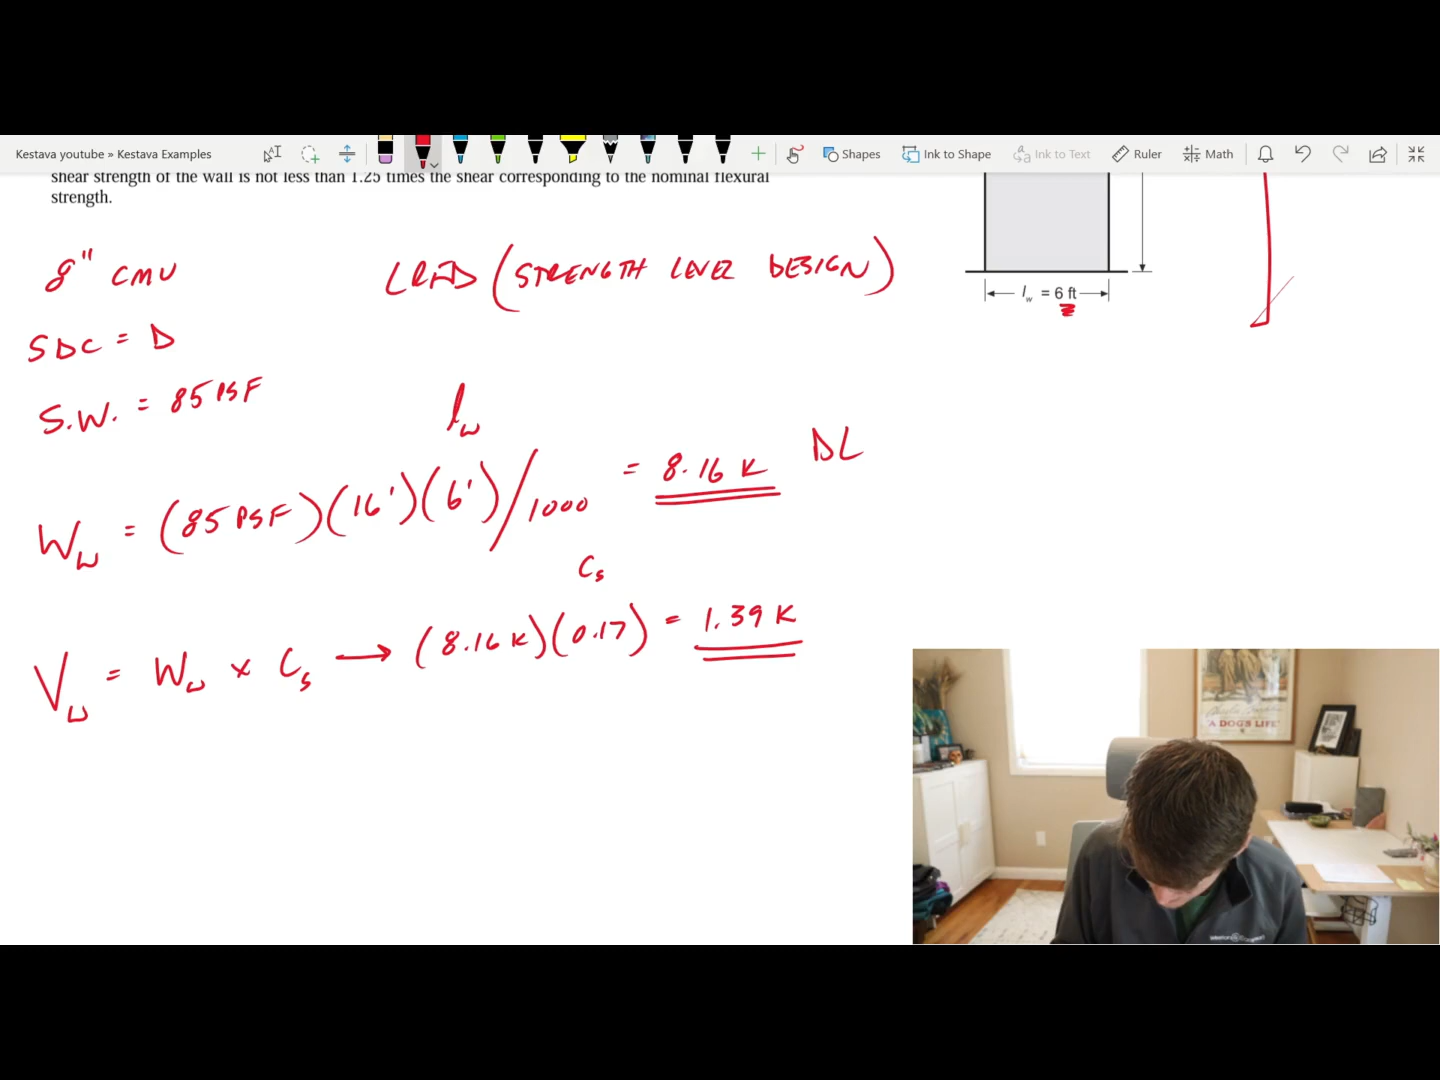 Kestava youtube » Kestava Examples
Shapes
Ink to Shape
Ink to Text
Ruler
Math
shear strength of the wall is not less than 1.25 times the shear corresponding to the nominal flexural
strength.
8" CMU
LRFD (STRENGTH LEVEL DESIGN)
l_w = 6 ft
SDC = D
S.W. = 85 PSF
l_w
W_w = (85 PSF)(16')(6')/1000 = 8.16 K DL
C_s
V_w = W_w x C_s → (8.16 K)(0.17) = 1.39 K
"A DOG'S LIFE"